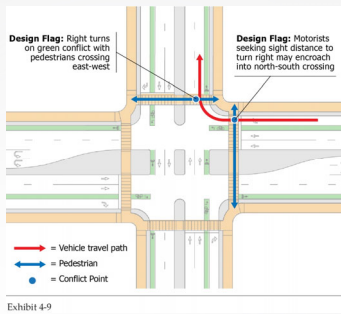 Design Flag: Right turns
on green conflict with
pedestrians crossing
east-west
Design Flag: Motorists
seeking sight distance to
turn right may encroach
into north-south crossing
= Vehicle travel path
= Pedestrian
= Conflict Point
Exhibit 4-9